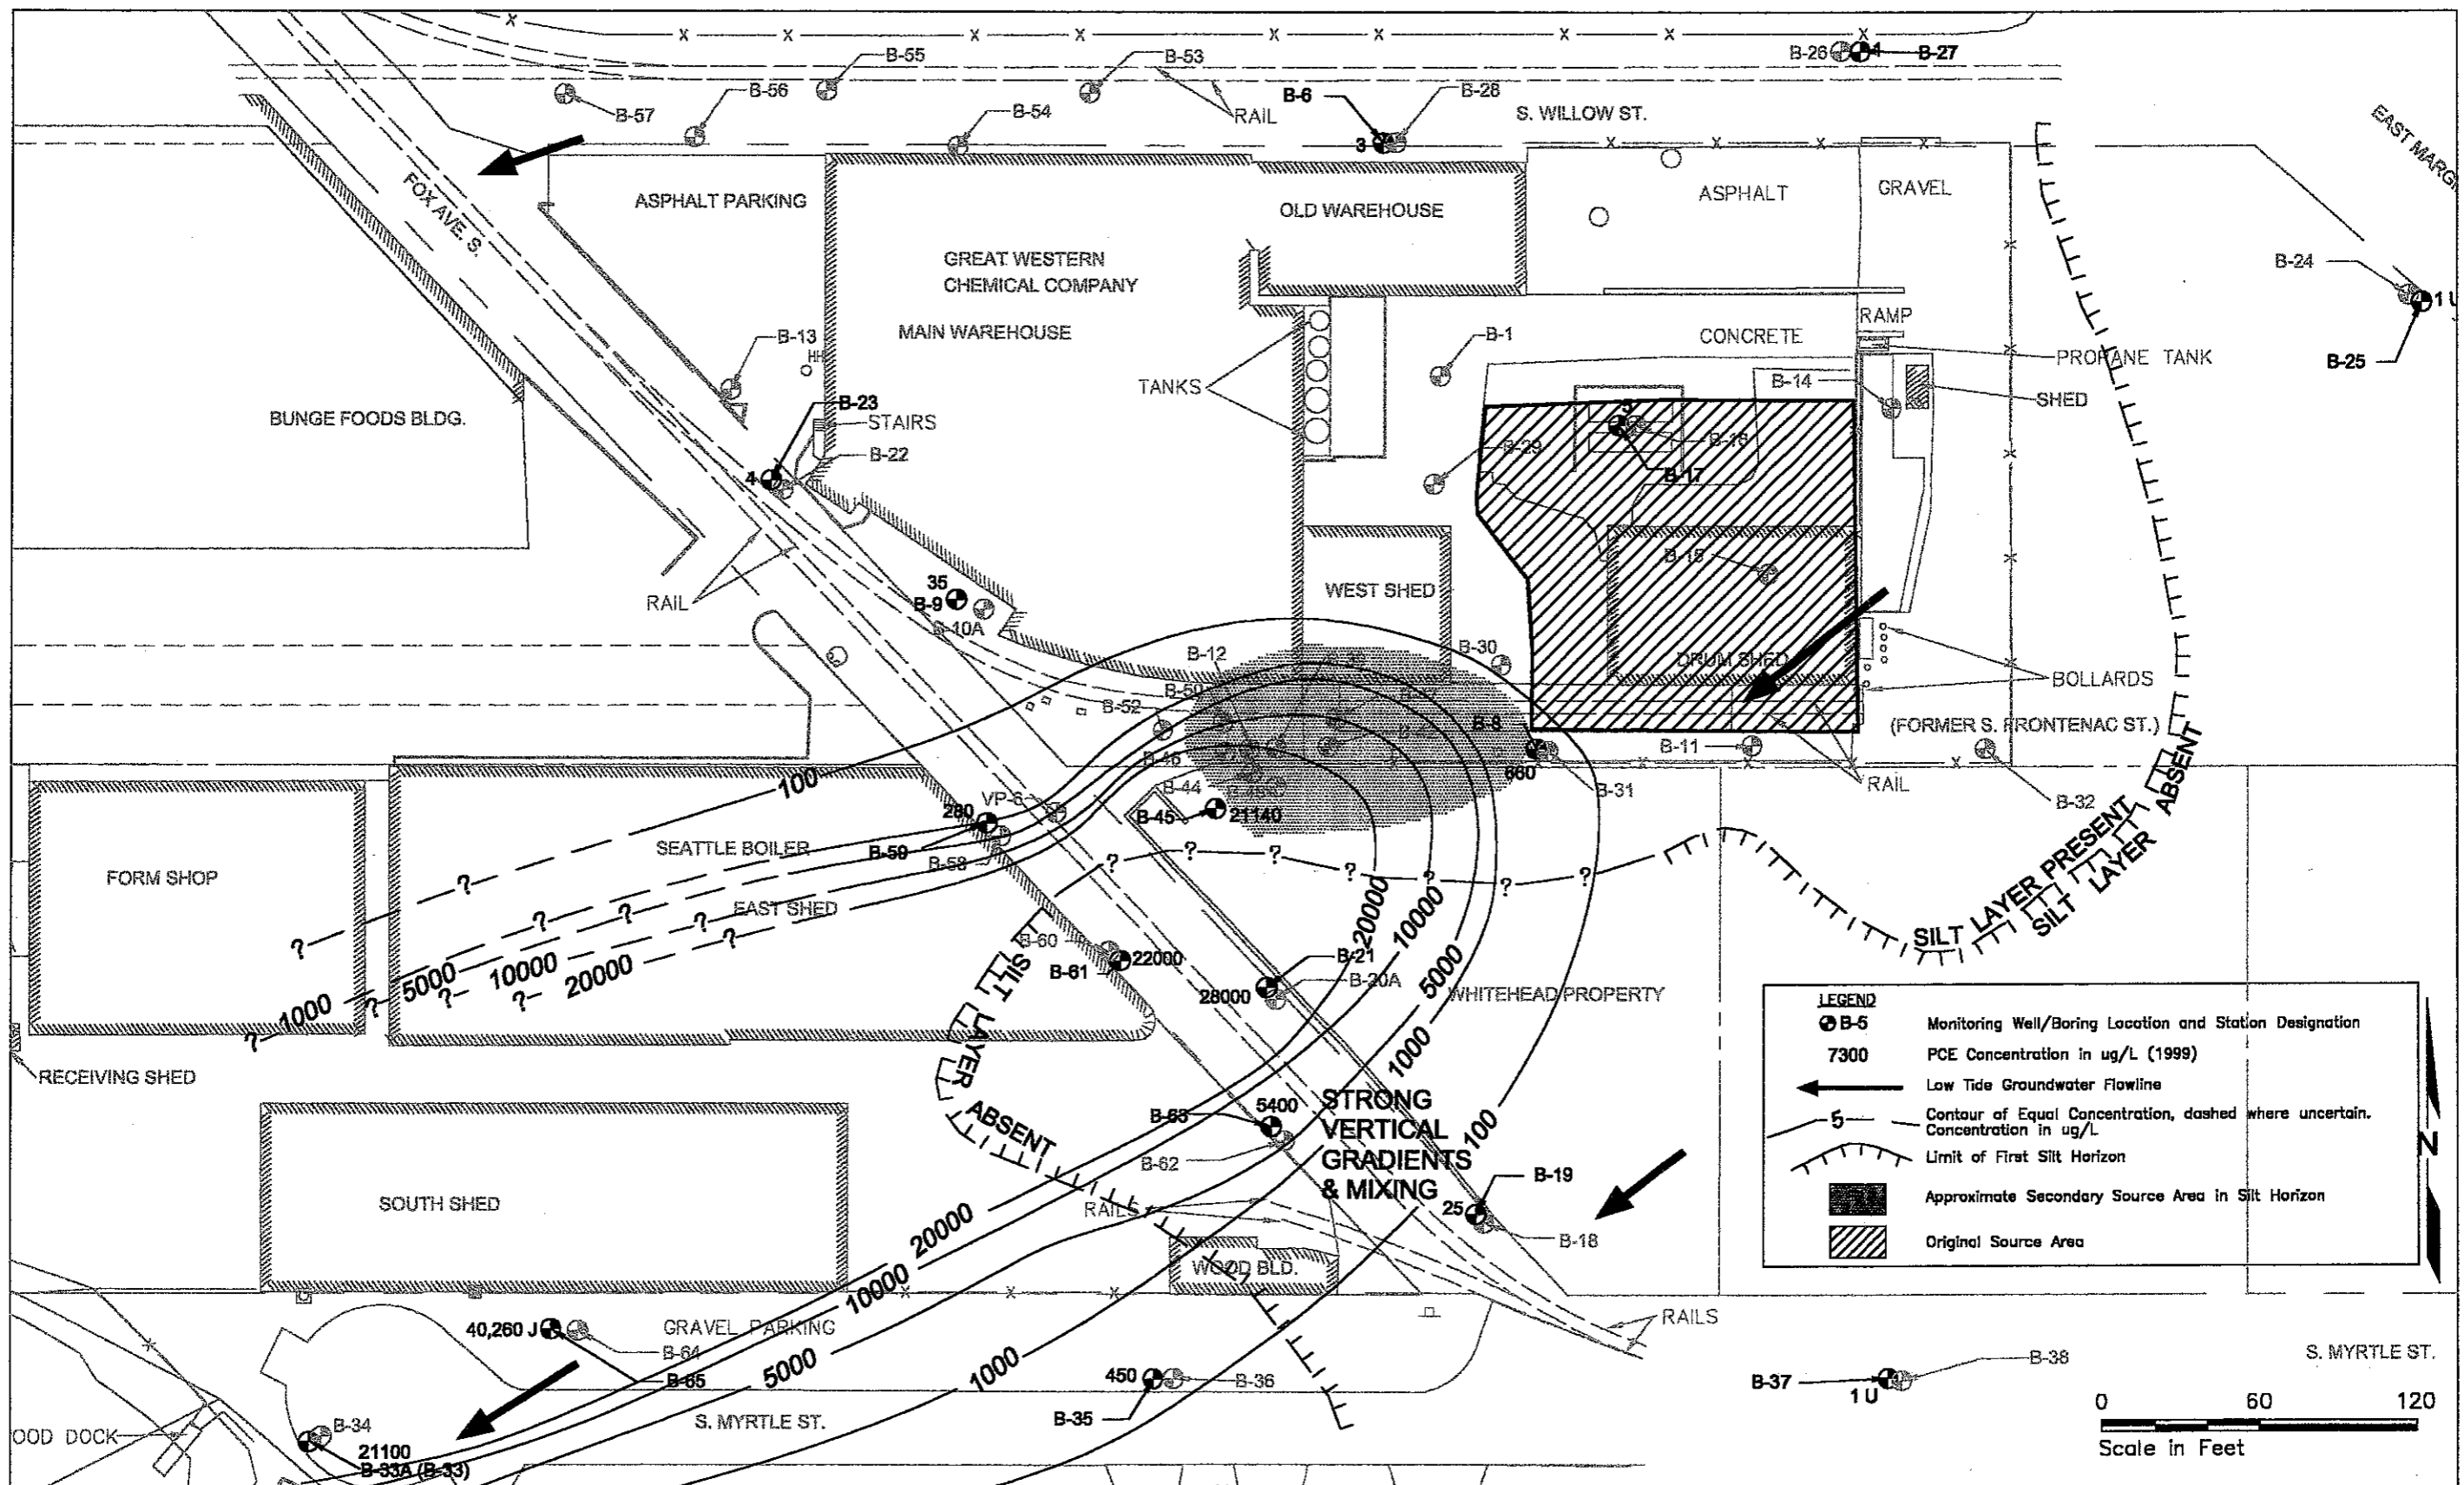 B-55
B-53
B-26
4
B-27
B-57
B-56
B-54
B-6
B-28
RAIL
S. WILLOW ST.
3
EAST MARG
FOX AVE. S.
ASPHALT PARKING
OLD WAREHOUSE
ASPHALT
GRAVEL
GREAT WESTERN
CHEMICAL COMPANY
MAIN WAREHOUSE
B-24
1 U
B-25
B-13
HH
TANKS
B-1
CONCRETE
RAMP
PROPANE TANK
B-14
SHED
BUNGE FOODS BLDG.
B-23
STAIRS
B-22
4
B-29
B-16
B-17
B-15
RAIL
35
B-9
WEST SHED
B-12
B-30
DRUM SHED
BOLLARDS
B-50
B-52
B-8
(FORMER S. FRONTENAC ST.)
B-46
B-11
RAIL
660
B-31
B-32
100
VP-6
280
B-44
B-45
21140
SEATTLE BOILER
B-59
B-58
FORM SHOP
EAST SHED
?
?
?
?
?
?
?
?
?
?
?
?
?
?
SILT LAYER PRESENT
SILT LAYER ABSENT
20000
10000
5000
1000
100
B-60
B-61
22000
B-21
B-20A
28000
WHITEHEAD PROPERTY
?
1000
?
5000
?
10000
?
20000
SILT LAYER ABSENT
RECEIVING SHED
B-63
5400
B-62
STRONG
VERTICAL
GRADIENTS
& MIXING
B-19
25
B-18
SOUTH SHED
RAILS
WOOD BLD.
20000
10000
5000
1000
LEGEND
B-5
Monitoring Well/Boring Location and Station Designation
7300
PCE Concentration in ug/L (1999)
Low Tide Groundwater Flowline
5
Contour of Equal Concentration, dashed where uncertain.
Concentration in ug/L
Limit of First Silt Horizon
Approximate Secondary Source Area in Silt Horizon
Original Source Area
N
40,260 J
GRAVEL PARKING
B-64
B-65
RAILS
450
B-36
B-35
B-37
1 U
B-38
S. MYRTLE ST.
S. MYRTLE ST.
OOD DOCK
B-34
21100
B-33A (B-33)
0 60 120
Scale in Feet